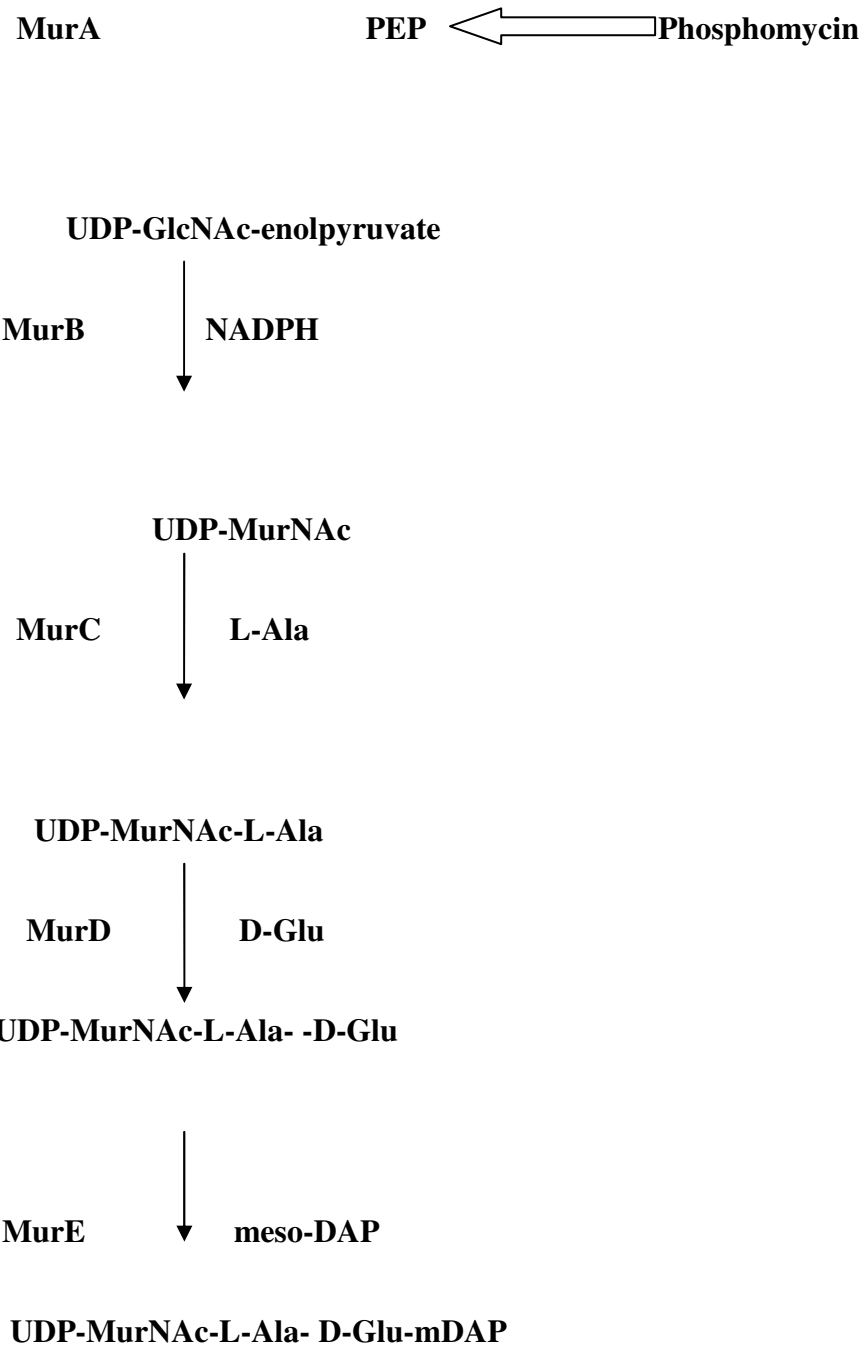 MurA PEP Phosphomycin
UDP-GlcNAc-enolpyruvate
MurB NADPH
UDP-MurNAc
MurC L-Ala
UDP-MurNAc-L-Ala
MurD D-Glu
UDP-MurNAc-L-Ala- -D-Glu
MurE meso-DAP
UDP-MurNAc-L-Ala- D-Glu-mDAP